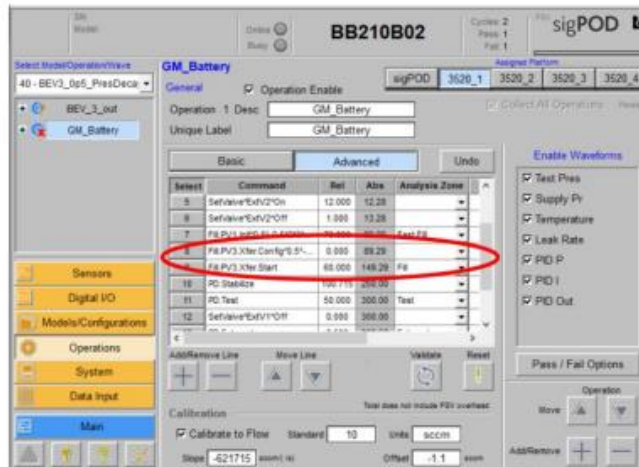 SN
Model
Online
Busy
BB210B02
Cycles 2
Pass 1
Fail 1
sigPOD
Select Model/Operation/Wave
40 - BEV3_0p5_PresDeca
BEV_3_out
GM_Battery
Sensors
Digital I/O
Models/Configurations
Operations
System
Data Input
Main
GM_Battery
Assigned Platform
sigPOD 3520_1 3520_2 3520_3 3520_4
General
Operation Enable
Collect All Operations
Operation 1 Desc GM_Battery
Unique Label GM_Battery
Basic Advanced Undo
Select Command Rel Abs Analysis Zone
5 SetValve*ExtV2*On 12.000 12.28
6 SetValve*ExtV2*Off 1.000 13.28
7
8 Fill.PV3.Xfer.Config*0.5*-... 0.000 89.29
Fill.PV3.Xfer.Start 60.000 149.29 Fill
10 PD:Stabilize 250.00
11 PD:Test 50.000 300.00 Test
12 SetValve*ExtV1*Off 0.000 300.00
Add/Remove Line Move Line Validate Reset
Total does not include PSV overhead
Calibration
Calibrate to Flow Standard 10 Units sccm
Slope -621715 Offset -1.1 sccm
Enable Waveforms
Test Pres
Supply Pr
Temperature
Leak Rate
PID P
PID I
PID Out
Pass / Fail Options
Operation
Move
Add/Remove